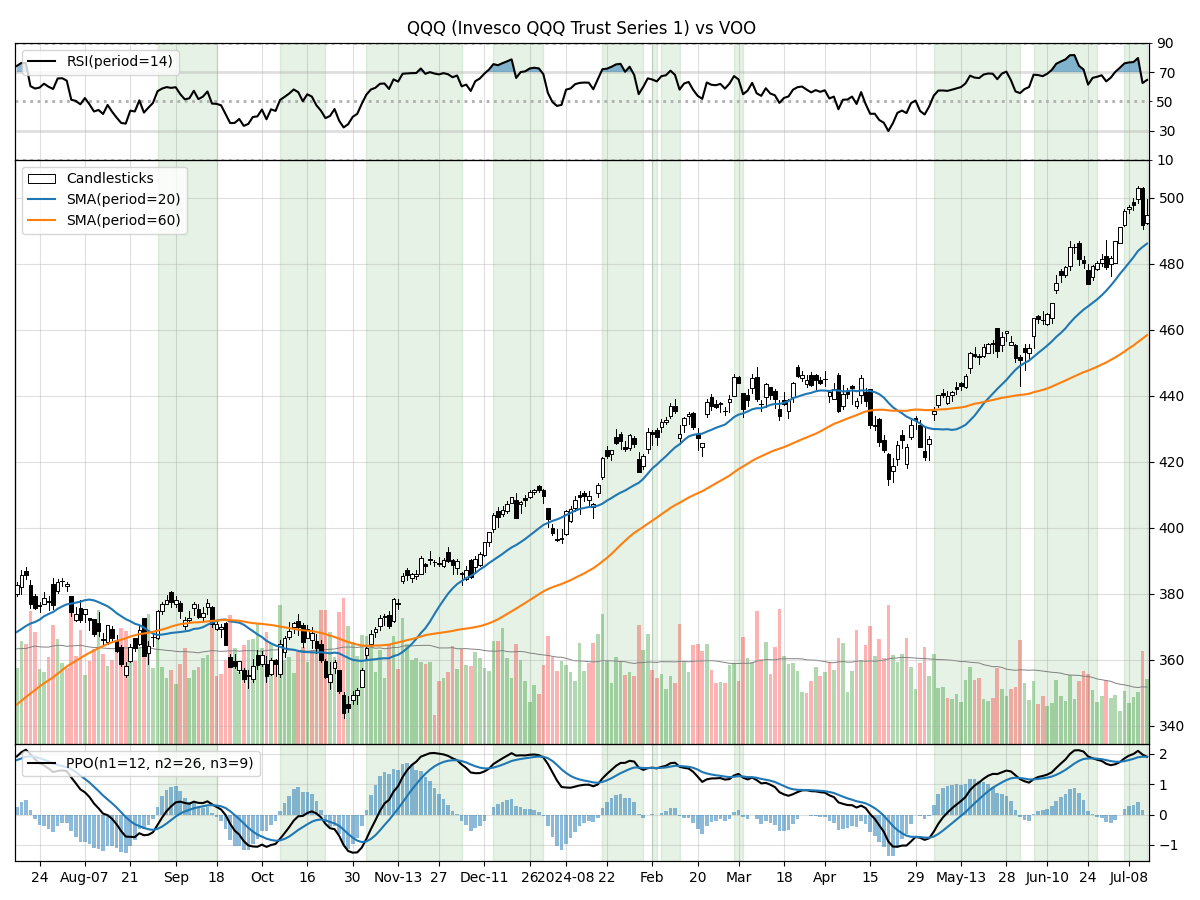 QQQ (Invesco QQQ Trust Series 1) vs VOO
RSI(period=14)
90
70
50
30
10
Candlesticks
SMA(period=20)
SMA(period=60)
500
480
460
440
420
400
380
360
340
PPO(n1=12, n2=26, n3=9)
2
1
0
−1
24 Aug-07 21 Sep 18 Oct 16 30 Nov-13 27 Dec-11 26 2024-08 22 Feb 20 Mar 18 Apr 15 29 May-13 28 Jun-10 24 Jul-08